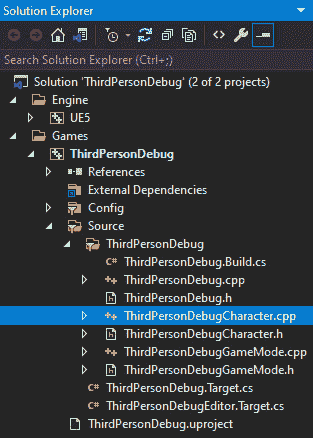 Solution Explorer
Search Solution Explorer (Ctrl+;)
Solution 'ThirdPersonDebug' (2 of 2 projects)
Engine
UE5
Games
ThirdPersonDebug
References
External Dependencies
Config
Source
ThirdPersonDebug
C# ThirdPersonDebug.Build.cs
++ ThirdPersonDebug.cpp
ThirdPersonDebug.h
++ ThirdPersonDebugCharacter.cpp
ThirdPersonDebugCharacter.h
++ ThirdPersonDebugGameMode.cpp
ThirdPersonDebugGameMode.h
C# ThirdPersonDebug.Target.cs
C# ThirdPersonDebugEditor.Target.cs
ThirdPersonDebug.uproject